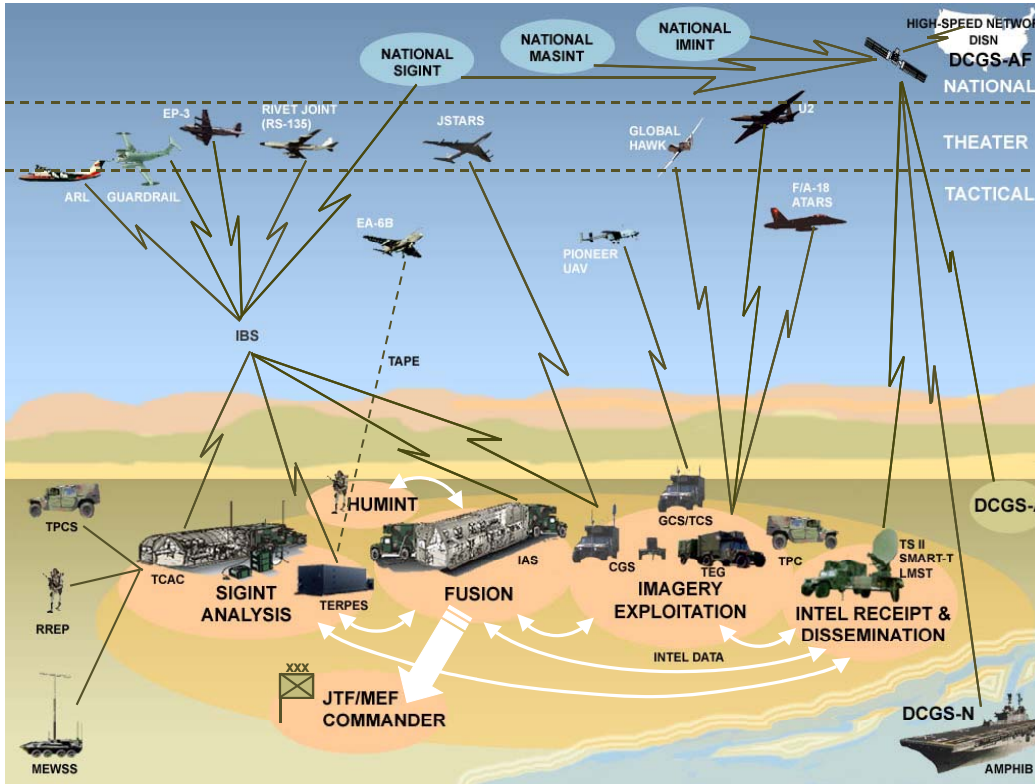 HIGH-SPEED NETWORK
DISN
DCGS-AF
NATIONAL
SIGINT
NATIONAL
MASINT
NATIONAL
IMINT
NATIONAL
EP-3
RIVET JOINT
(RS-135)
JSTARS
GLOBAL
HAWK
U2
THEATER
ARL
GUARDRAIL
F/A-18
ATARS
TACTICAL
EA-6B
PIONEER
UAV
IBS
TAPE
TPCS
HUMINT
GCS/TCS
DCGS-A
TCAC
IAS
CGS
TEG
TPC
TS II
SMART-T
LMST
SIGINT
ANALYSIS
TERPES
FUSION
IMAGERY
EXPLOITATION
INTEL RECEIPT &
DISSEMINATION
RREP
INTEL DATA
XXX
JTF/MEF
COMMANDER
DCGS-N
MEWSS
AMPHIB